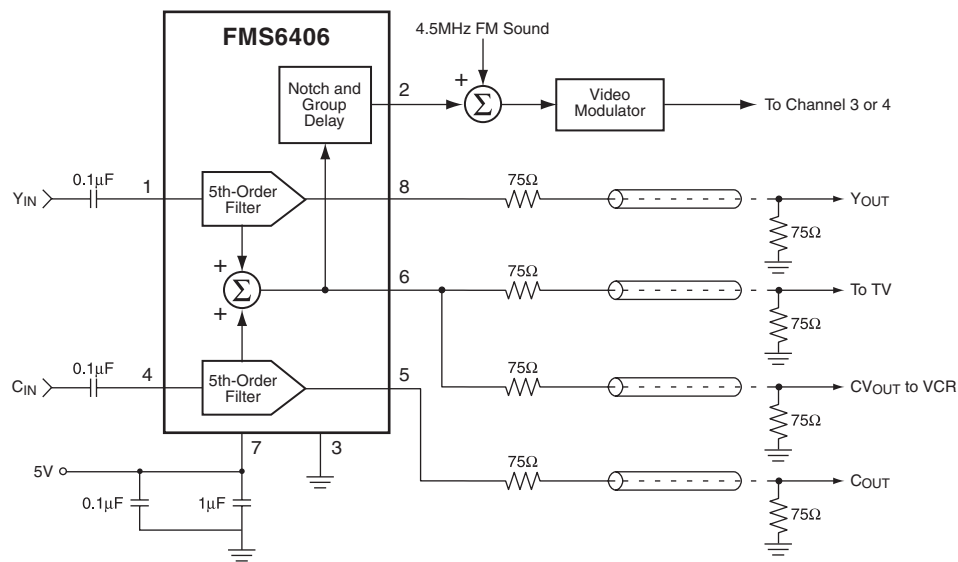 FMS6406
4.5MHz FM Sound
+
Σ
Notch and
Group
Delay
2
Video
Modulator
To Channel 3 or 4
YIN
0.1μF
1
5th-Order
Filter
8
75Ω
YOUT
75Ω
+
Σ
+
6
75Ω
To TV
75Ω
CIN
0.1μF
4
5th-Order
Filter
5
75Ω
CVOUT to VCR
75Ω
7
3
5V
0.1μF
1μF
75Ω
COUT
75Ω